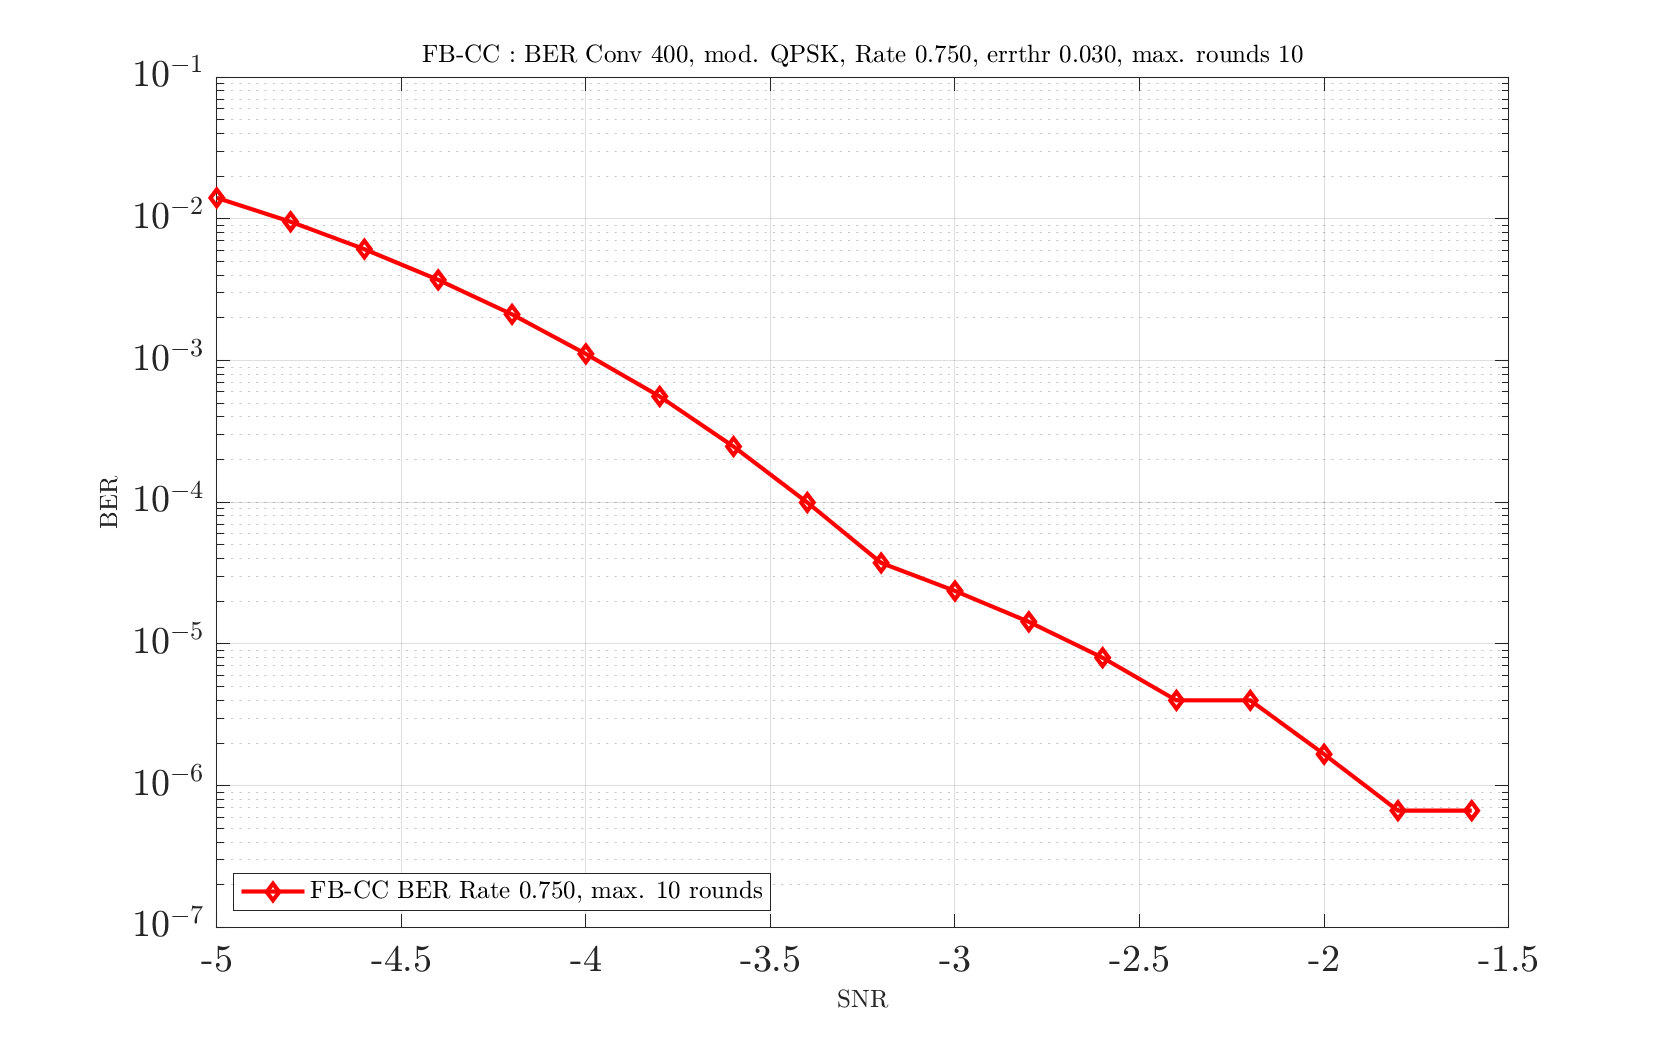 FB-CC : BER Conv 400, mod. QPSK, Rate 0.750, errthr 0.030, max. rounds 10
10^{-1}
10^{-2}
10^{-3}
10^{-4}
10^{-5}
10^{-6}
10^{-7}
BER
FB-CC BER Rate 0.750, max. 10 rounds
-5 -4.5 -4 -3.5 -3 -2.5 -2 -1.5
SNR